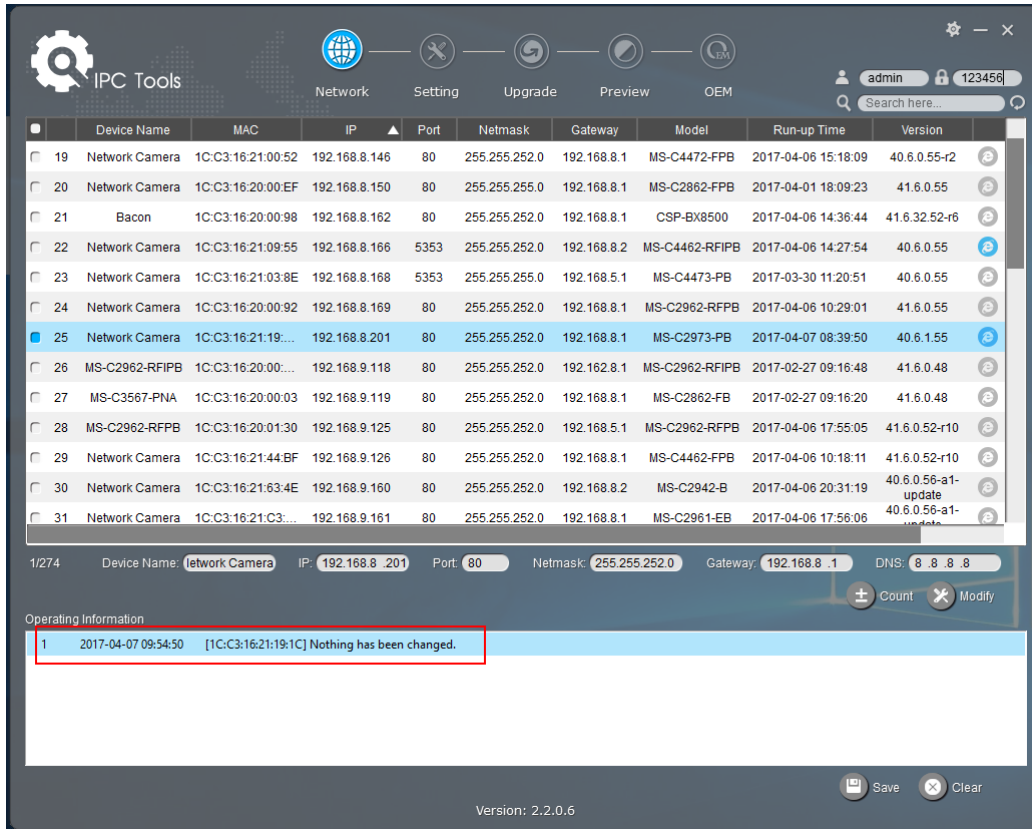 IPC Tools
Network Setting Upgrade Preview OEM
admin 123456
Search here...
Device Name MAC IP Port Netmask Gateway Model Run-up Time Version
19 Network Camera 1C:C3:16:21:00:52 192.168.8.146 80 255.255.252.0 192.168.8.1 MS-C4472-FPB 2017-04-06 15:18:09 40.6.0.55-r2
20 Network Camera 1C:C3:16:20:00:EF 192.168.8.150 80 255.255.252.0 192.168.8.1 MS-C2862-FPB 2017-04-01 18:09:23 41.6.0.55
21 Bacon 1C:C3:16:20:00:98 192.168.8.162 80 255.255.252.0 192.168.8.1 CSP-BX8500 2017-04-06 14:36:44 41.6.32.52-r6
22 Network Camera 1C:C3:16:21:09:55 192.168.8.166 5353 255.255.255.0 192.168.8.2 MS-C4462-RFIPB 2017-04-06 14:27:54 40.6.0.55
23 Network Camera 1C:C3:16:21:03:8E 192.168.8.168 5353 255.255.255.0 192.168.5.1 MS-C4473-PB 2017-03-30 11:20:51 40.6.0.55
24 Network Camera 1C:C3:16:20:00:92 192.168.8.169 80 255.255.252.0 192.168.8.1 MS-C2962-RFPB 2017-04-06 10:29:01 41.6.0.55
25 Network Camera 1C:C3:16:21:19:... 192.168.8.201 80 255.255.252.0 192.168.8.1 MS-C2973-PB 2017-04-07 08:39:50 40.6.1.55
26 MS-C2962-RFIPB 1C:C3:16:20:00:... 192.168.9.118 80 255.255.252.0 192.162.8.1 MS-C2962-RFIPB 2017-02-27 09:16:48 41.6.0.48
27 MS-C3567-PNA 1C:C3:16:20:00:03 192.168.9.119 80 255.255.252.0 192.168.8.1 MS-C2862-FB 2017-02-27 09:16:20 41.6.0.48
28 MS-C2962-RFPB 1C:C3:16:20:01:30 192.168.9.125 80 255.255.252.0 192.168.5.1 MS-C2962-RFPB 2017-04-06 17:55:05 41.6.0.52-r10
29 Network Camera 1C:C3:16:21:44:BF 192.168.9.126 80 255.255.252.0 192.168.8.1 MS-C4462-FPB 2017-04-06 10:18:11 41.6.0.52-r10
30 Network Camera 1C:C3:16:21:63:4E 192.168.9.160 80 255.255.252.0 192.168.8.2 MS-C2942-B 2017-04-06 20:31:19 40.6.0.56-a1-
update
31 Network Camera 1C:C3:16:21:C3:... 192.168.9.161 80 255.255.252.0 192.168.8.1 MS-C2961-EB 2017-04-06 17:56:06 40.6.0.56-a1-
update
1/274 Device Name: etwork Camera IP: 192.168.8 .201 Port: 80 Netmask: 255.255.252.0 Gateway: 192.168.8 .1 DNS: 8 .8 .8 .8
Count Modify
Operating Information
1 2017-04-07 09:54:50 [1C:C3:16:21:19:1C] Nothing has been changed.
Save Clear
Version: 2.2.0.6